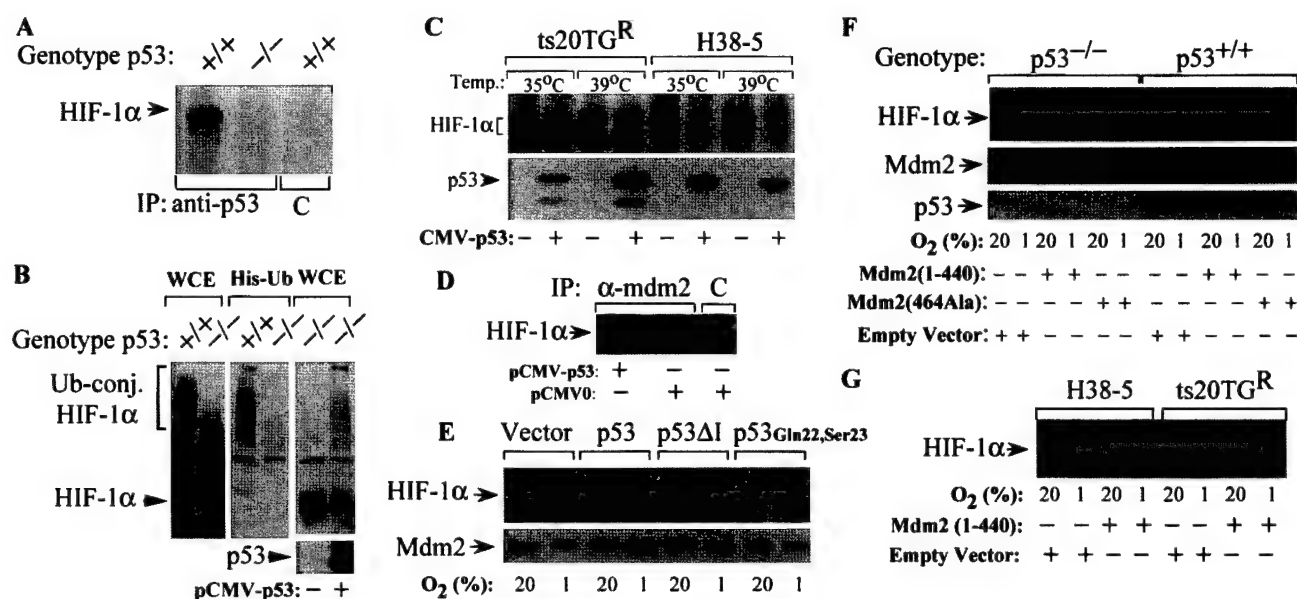 A
Genotype p53: +/+ -/- +/+
HIF-1α
IP: anti-p53 C
B
WCE His-Ub WCE
Genotype p53: +/+ -/- +/+ -/- -/- -/-
Ub-conj.
HIF-1α
HIF-1α
p53
pCMV-p53: – +
C
ts20TGᴿ H38-5
Temp.: 35°C 39°C 35°C 39°C
HIF-1α
p53
CMV-p53: – + – + – + – +
D
IP: α-mdm2 C
HIF-1α
pCMV-p53: + – –
pCMV0: – + +
E
Vector p53 p53ΔI p53Gln22,Ser23
HIF-1α
Mdm2
O₂ (%): 20 1 20 1 20 1 20 1
F
Genotype: p53⁻/⁻ p53⁺/⁺
HIF-1α
Mdm2
p53
O₂ (%): 20 1 20 1 20 1 20 1 20 1 20 1
Mdm2(1-440): – – + + – – – – + + – –
Mdm2(464Ala): – – – – + + – – – – + +
Empty Vector: + + – – – – + + – – – –
G
H38-5 ts20TGᴿ
HIF-1α
O₂ (%): 20 1 20 1 20 1 20 1
Mdm2 (1-440): – – + + – – + +
Empty Vector: + + – – + + – –